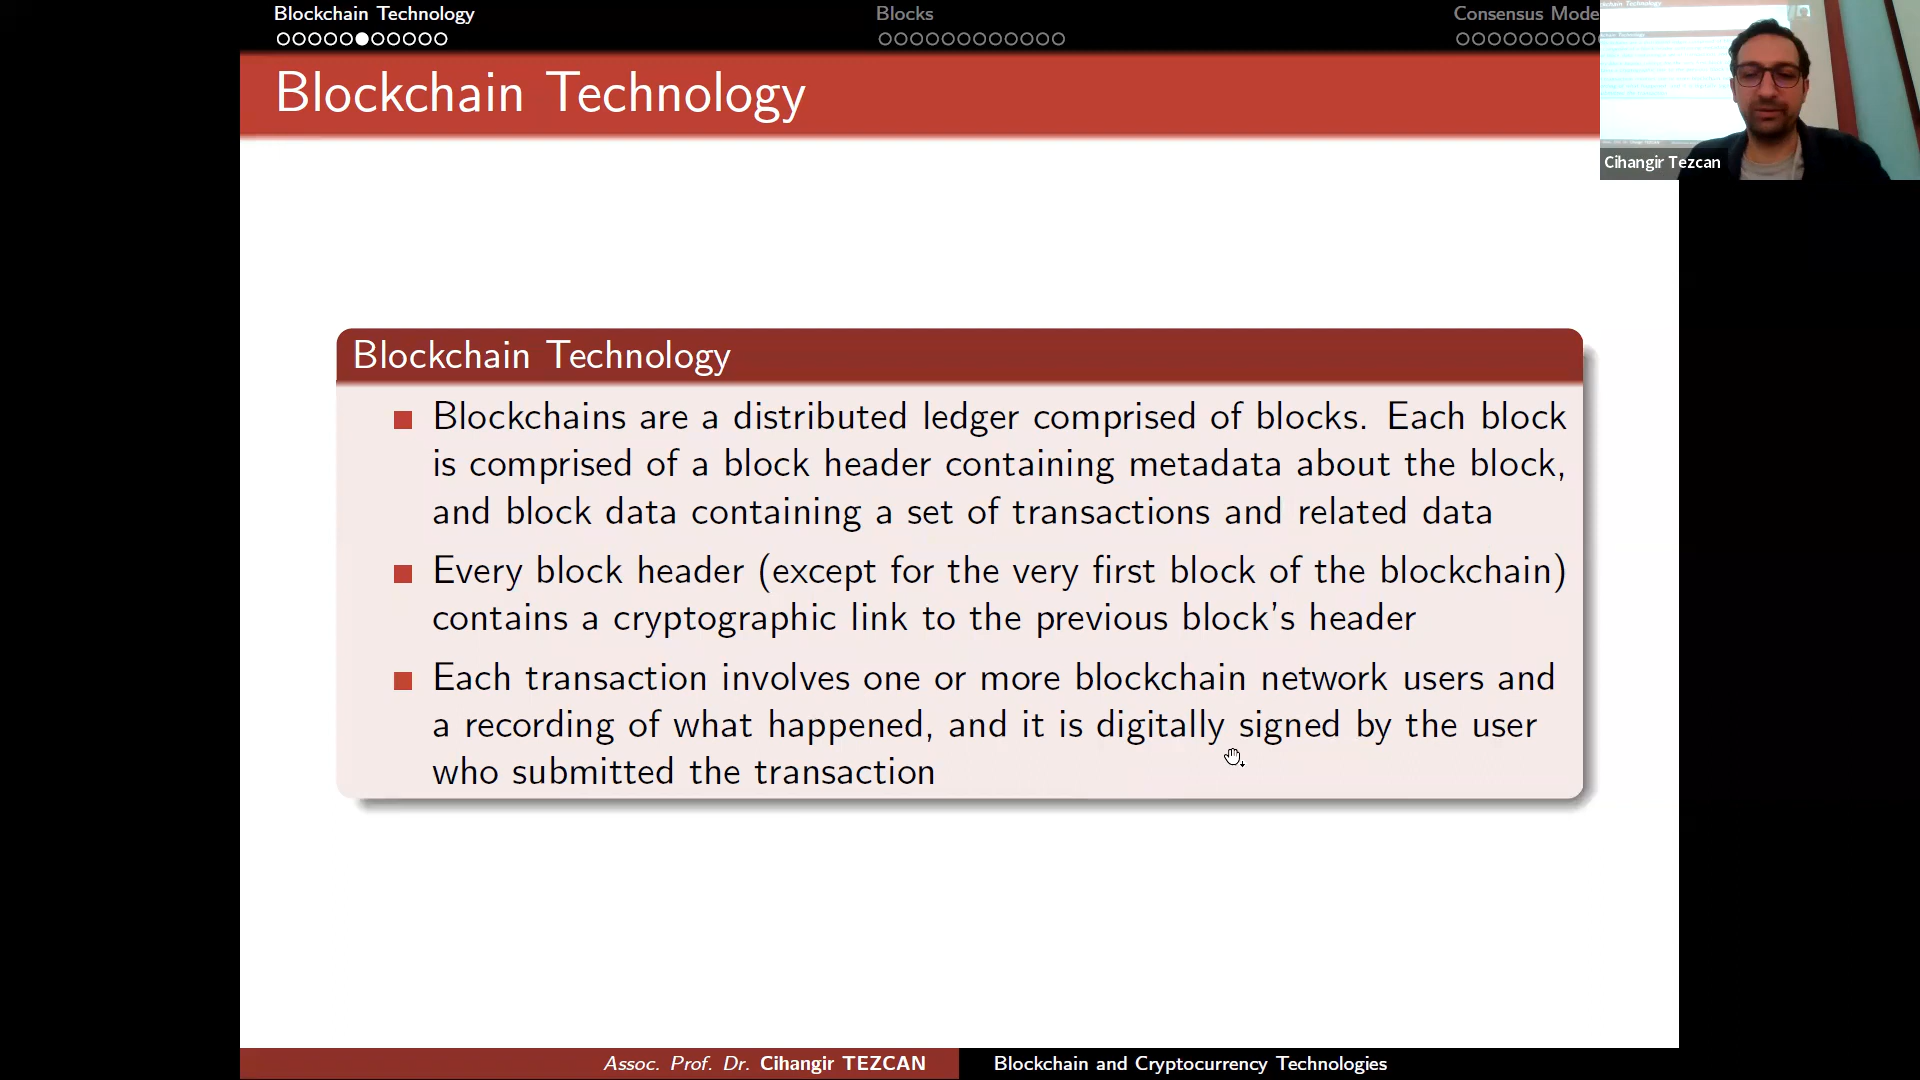 Blockchain Technology
Blocks
Consensus Mode
Blockchain Technology
Cihangir Tezcan
Blockchain Technology
Blockchains are a distributed ledger comprised of blocks. Each block
is comprised of a block header containing metadata about the block,
and block data containing a set of transactions and related data
Every block header (except for the very first block of the blockchain)
contains a cryptographic link to the previous block's header
Each transaction involves one or more blockchain network users and
a recording of what happened, and it is digitally signed by the user
who submitted the transaction
Assoc. Prof. Dr. Cihangir TEZCAN
Blockchain and Cryptocurrency Technologies